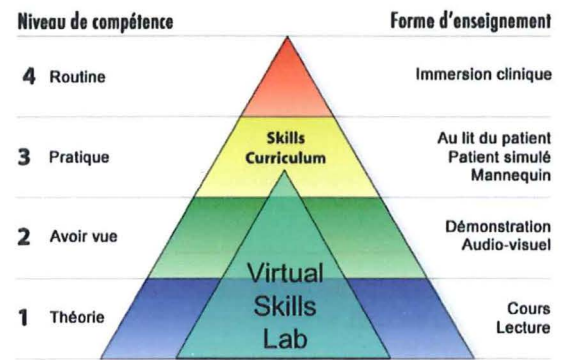 Niveau de compétence
Forme d'enseignement
4 Routine
Immersion clinique
Skills
Curriculum
3 Pratique
Au lit du patient
Patient simulé
Mannequin
2 Avoir vue
Démonstration
Audio-visuel
Virtual
Skills
Lab
1 Théorie
Cours
Lecture